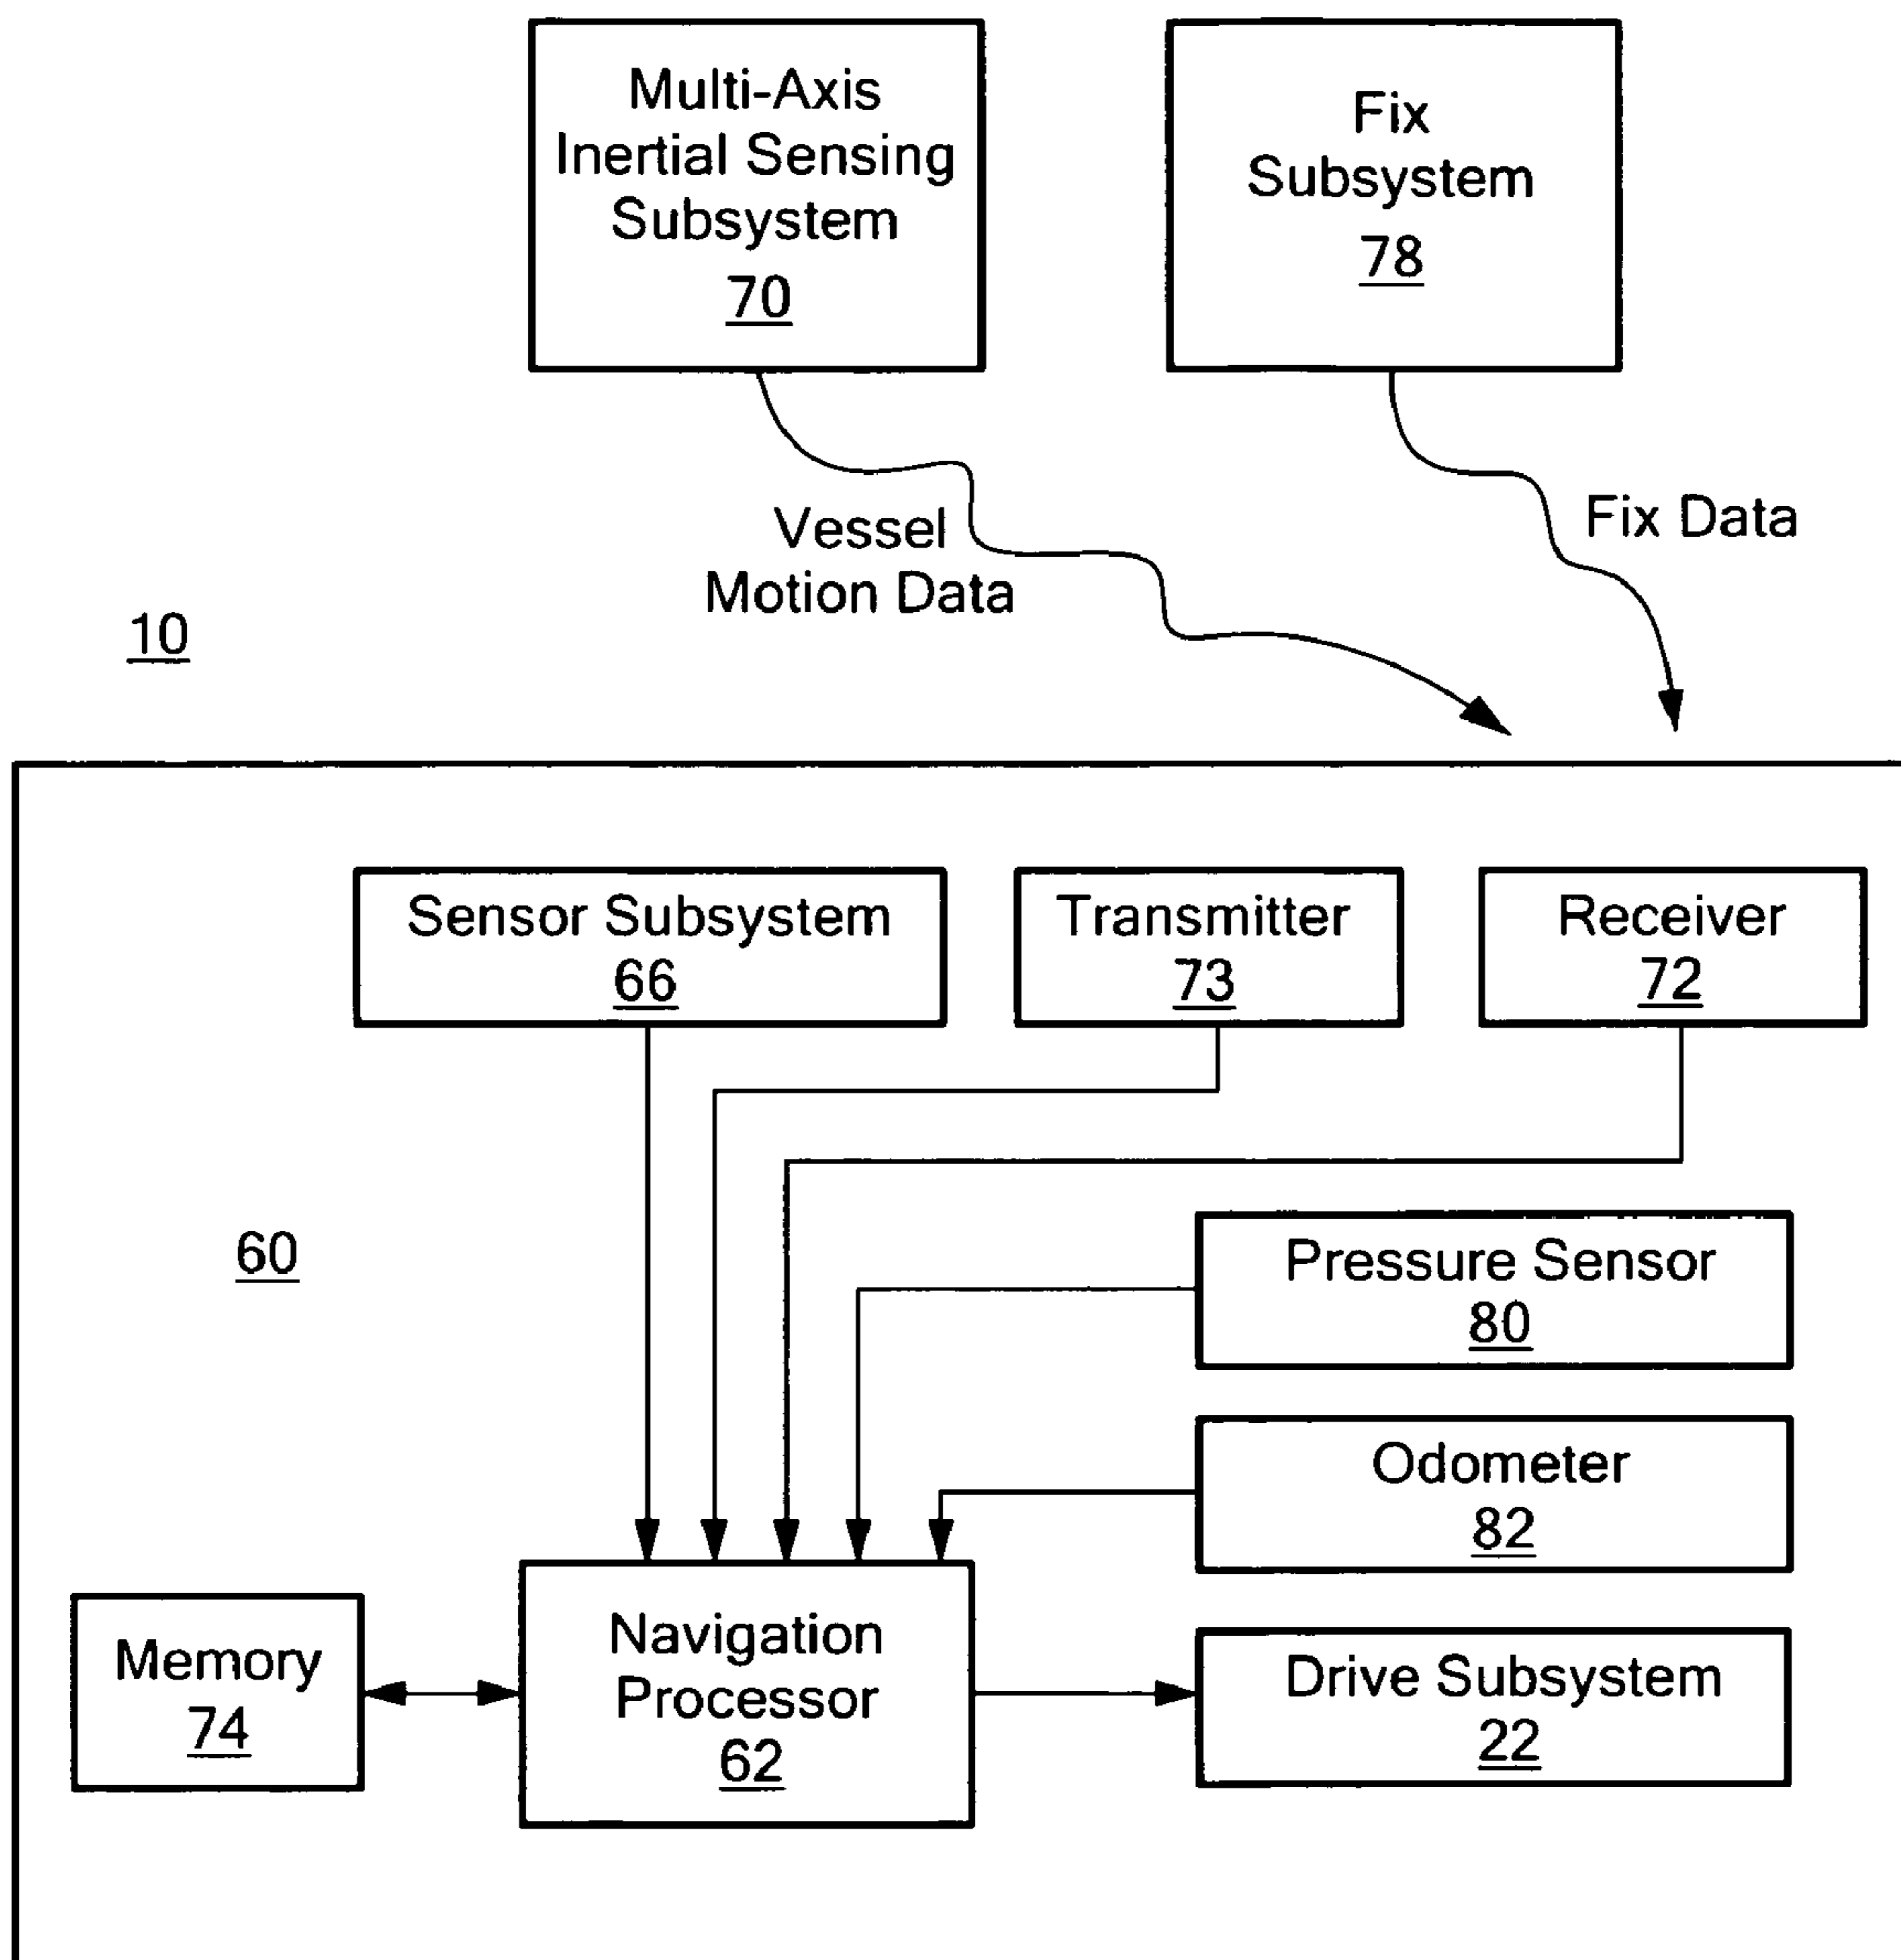 Multi-Axis
Inertial Sensing
Subsystem
70
Fix
Subsystem
78
Vessel
Motion Data
Fix Data
10
Sensor Subsystem
66
Transmitter
73
Receiver
72
60
Pressure Sensor
80
Odometer
82
Memory
74
Navigation
Processor
62
Drive Subsystem
22